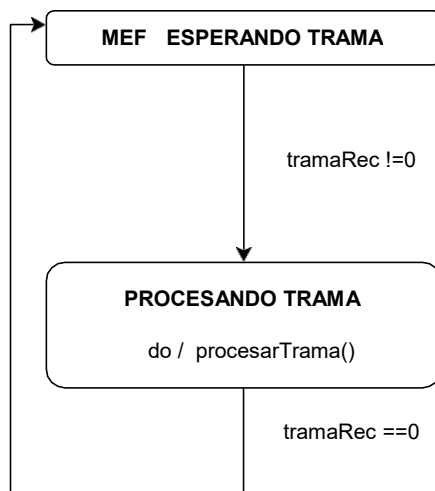 MEF ESPERANDO TRAMA
tramaRec !=0
PROCESANDO TRAMA
do / procesarTrama()
tramaRec ==0